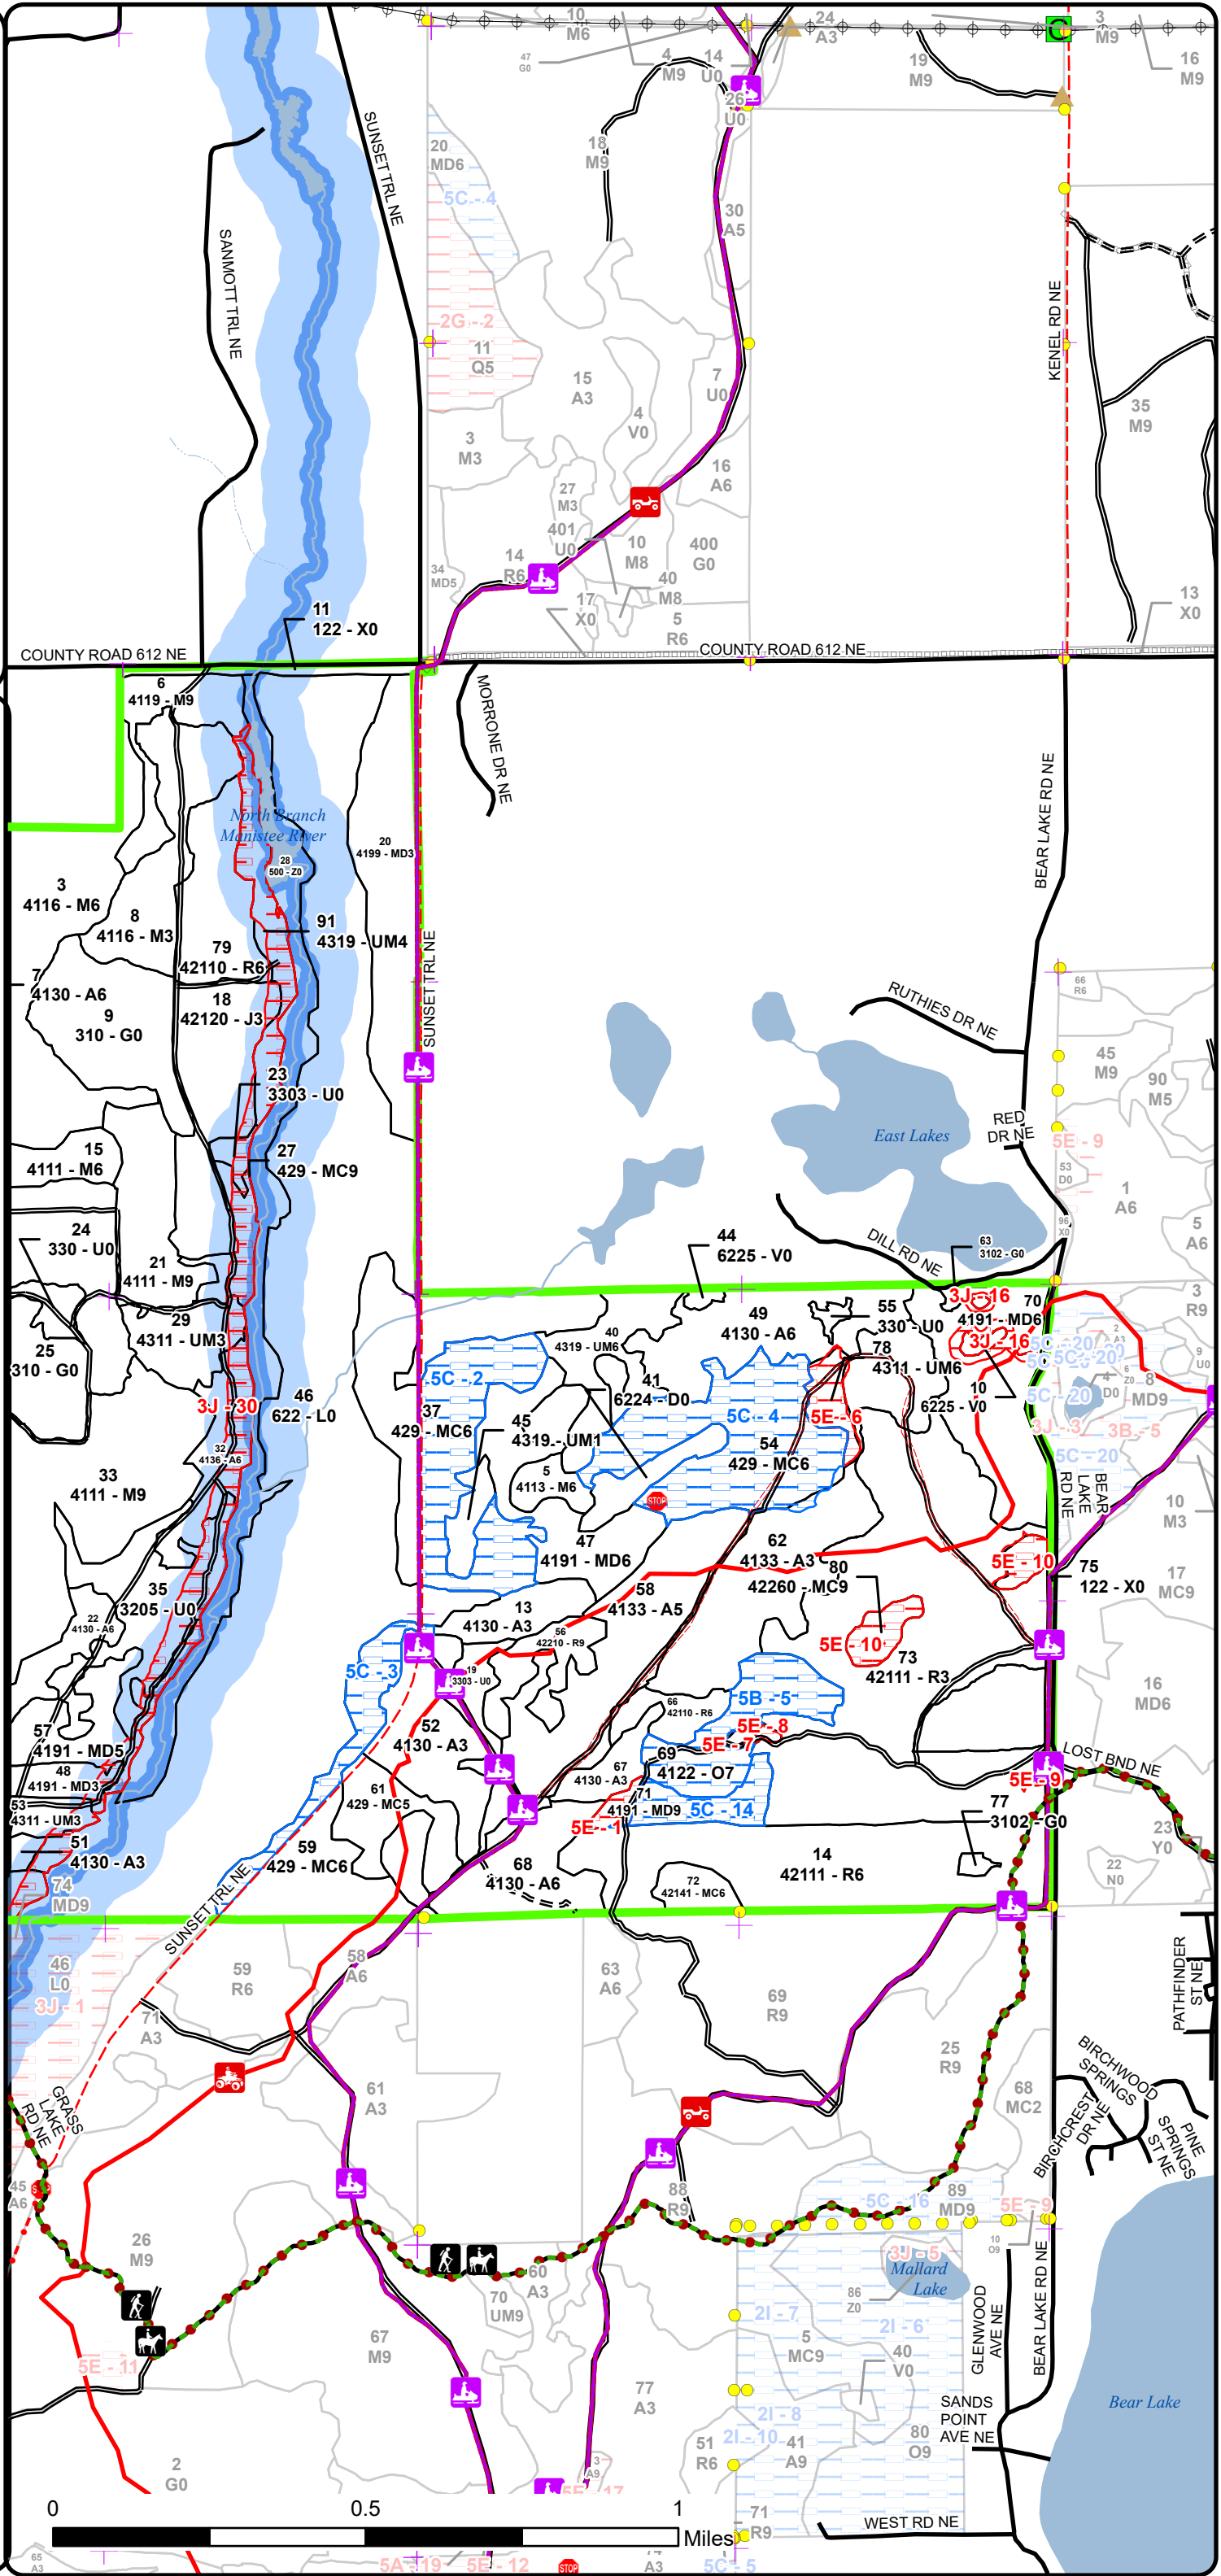 10
M6
24
A3
3
M9
47
G0
4
M9
14
U0
19
M9
16
M9
26
U0
SUNSET TRL NE
18
M9
20
MD6
5C - 4
30
A5
SANMOTT TRL NE
KENEL RD NE
2G - 2
11
Q5
15
A3
7
U0
4
V0
35
M9
3
M3
16
A6
27
M3
401
U0
10
M8
400
G0
14
R6
34
MD5
40
M8
17
X0
5
R6
13
X0
11
122 - X0
COUNTY ROAD 612 NE
COUNTY ROAD 612 NE
6
4119 - M9
MORRONE DR NE
BEAR LAKE RD NE
North Branch
Manistee River
20
4199 - MD3
28
500 - Z0
3
4116 - M6
8
4116 - M3
91
4319 - UM4
79
42110 - R6
SUNSET TRL NE
7
4130 - A6
9
310 - G0
18
42120 - J3
66
R6
RUTHIES DR NE
45
M9
90
M5
23
3303 - U0
RED
DR NE
East Lakes
5E - 9
15
4111 - M6
27
429 - MC9
53
D0
1
A6
96
X0
5
A6
24
330 - U0
44
6225 - V0
DILL RD NE
63
3102 - G0
21
4111 - M9
3J - 16
70
4191 - MD6
3
R9
29
4311 - UM3
49
4130 - A6
55
330 - U0
3J - 16
5C - 20
5C - 20
2
A3
25
310 - G0
40
4319 - UM6
78
4311 - UM6
9
U0
6
Z0
5C - 2
41
6224 - D0
10
6225 - V0
4
D0
8
MD9
5C - 20
3J - 30
46
622 - L0
37
429 - MC6
45
4319 - UM1
5C - 4
5E - 6
3J - 3
3B - 5
54
429 - MC6
5C - 20
32
4136 - A6
5
4113 - M6
33
4111 - M9
STOP
BEAR
LAKE
RD NE
10
M3
47
4191 - MD6
62
4133 - A3
80
42260 - MC9
5E - 10
75
122 - X0
17
MC9
35
3205 - U0
58
4133 - A5
22
4130 - A6
13
4130 - A3
56
42210 - R9
5E - 10
73
42111 - R3
5C - 3
19
3303 - U0
16
MD6
5B - 5
66
42110 - R6
57
4191 - MD5
52
4130 - A3
5E - 8
5E - 7
LOST BND NE
48
4191 - MD3
69
4122 - O7
67
4130 - A3
5E - 9
61
429 - MC5
71
4191 - MD9
5C - 14
53
4311 - UM3
5E - 1
77
3102 - G0
51
4130 - A3
59
429 - MC6
23
Y0
14
42111 - R6
68
4130 - A6
22
N0
72
42141 - MC6
74
MD9
SUNSET TRL NE
46
L0
59
R6
58
A6
63
A6
PATHFINDER
ST NE
3J - 1
69
R9
71
A3
25
R9
61
A3
BIRCHWOOD
SPRINGS
68
MC2
GRASS
LAKE
RD NE
BIRCHCREST
DR NE
PINE
SPRINGS
ST NE
45
A6
88
R9
5C - 16
89
MD9
5E - 9
26
M9
10
O9
3J - 5
Mallard
Lake
60
A3
70
UM9
86
Z0
GLENWOOD
AVE NE
BEAR LAKE RD NE
2I - 7
2I - 6
67
M9
5
MC9
40
V0
5E - 11
77
A3
Bear Lake
SANDS
POINT
AVE NE
2I - 8
2I - 10
51
R6
41
A9
80
O9
2
G0
3
A9
5E - 17
0
0.5
1
Miles
71
R9
WEST RD NE
65
A3
5A - 19
5E - 12
STOP
A3
5C - 5